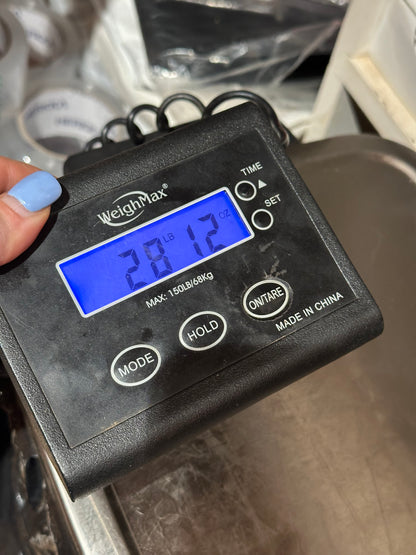 TIME
▲
WeighMax®
SET
28 LB 12 OZ
MAX: 150LB/68Kg
MODE
HOLD
ON/TARE
MADE IN CHINA